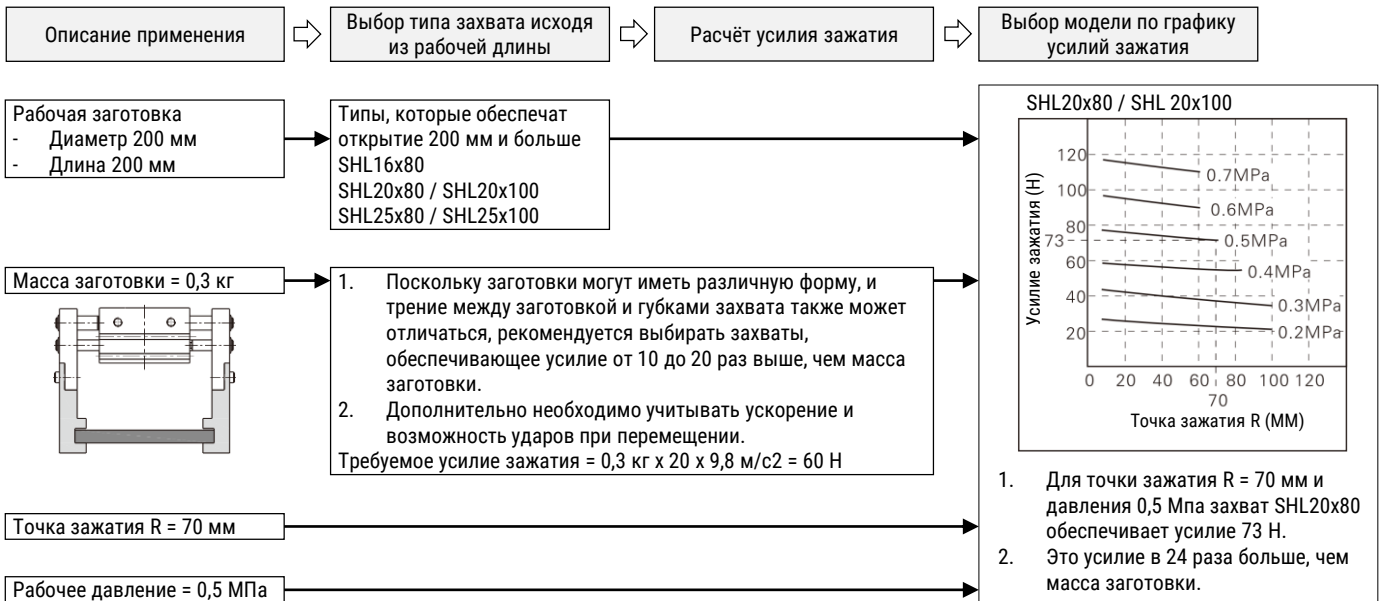 Описание применения
Выбор типа захвата исходя
из рабочей длины
Расчёт усилия зажатия
Выбор модели по графику
усилий зажатия
Рабочая заготовка
- Диаметр 200 мм
- Длина 200 мм
Типы, которые обеспечат
открытие 200 мм и больше
SHL16x80
SHL20x80 / SHL20x100
SHL25x80 / SHL25x100
Масса заготовки = 0,3 кг
1. Поскольку заготовки могут иметь различную форму, и
трение между заготовкой и губками захвата также может
отличаться, рекомендуется выбирать захваты,
обеспечивающее усилие от 10 до 20 раз выше, чем масса
заготовки.
2. Дополнительно необходимо учитывать ускорение и
возможность ударов при перемещении.
Требуемое усилие зажатия = 0,3 кг х 20 х 9,8 м/с2 = 60 Н
Точка зажатия R = 70 мм
Рабочее давление = 0,5 МПа
SHL20x80 / SHL 20x100
Усилие зажатия (Н)
120
100
80
73
60
40
20
0.7MPa
0.6MPa
0.5MPa
0.4MPa
0.3MPa
0.2MPa
0 20 40 60 80 100 120
70
Точка зажатия R (ММ)
1. Для точки зажатия R = 70 мм и
давления 0,5 Мпа захват SHL20x80
обеспечивает усилие 73 Н.
2. Это усилие в 24 раза больше, чем
масса заготовки.